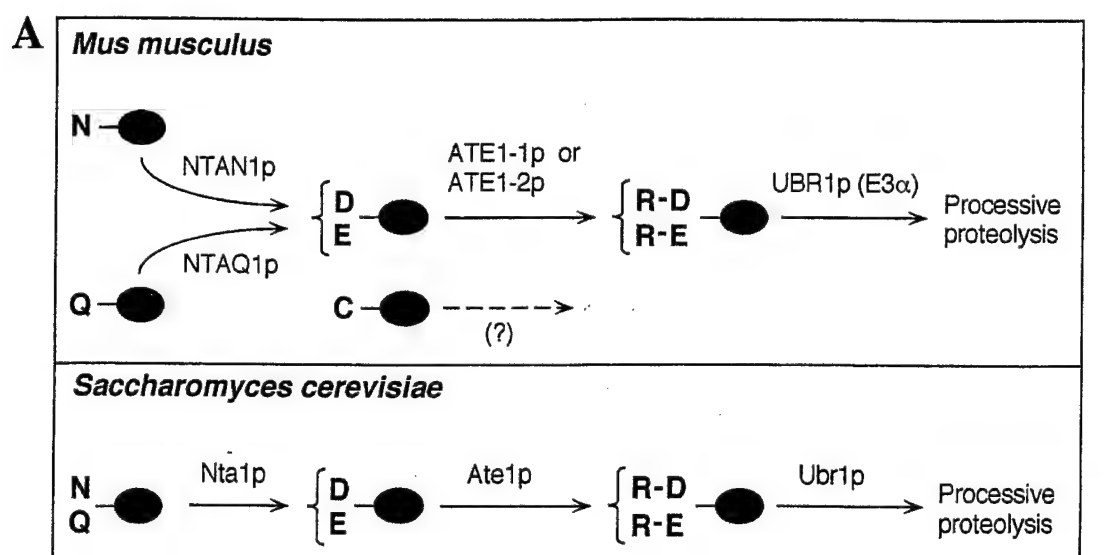 A
Mus musculus
N
NTAN1p
ATE1-1p or
ATE1-2p
D
E
R-D
R-E
UBR1p (E3α)
Processive
proteolysis
NTAQ1p
Q
C
(?)
Saccharomyces cerevisiae
N
Q
Nta1p
D
E
Ate1p
R-D
R-E
Ubr1p
Processive
proteolysis